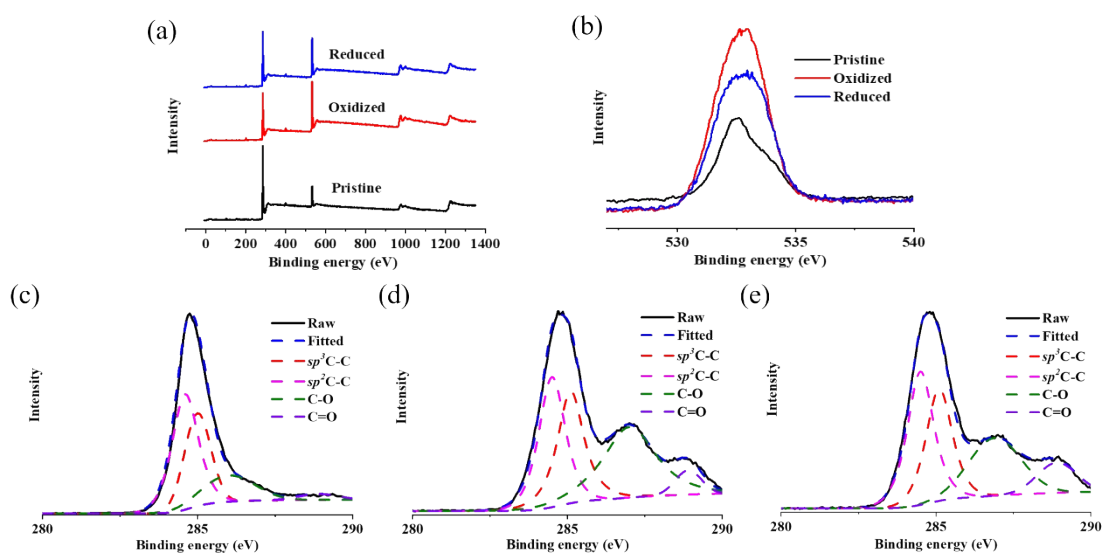 (a)
Reduced
Oxidized
Pristine
Intensity
0 200 400 600 800 1000 1200 1400
Binding energy (eV)
(b)
Pristine
Oxidized
Reduced
Intensity
530 535 540
Binding energy (eV)
(c)
Raw
Fitted
sp³C-C
sp²C-C
C-O
C=O
Intensity
280 285 290
Binding energy (eV)
(d)
Raw
Fitted
sp³C-C
sp²C-C
C-O
C=O
Intensity
280 285 290
Binding energy (eV)
(e)
Raw
Fitted
sp³C-C
sp²C-C
C-O
C=O
Intensity
280 285 290
Binding energy (eV)